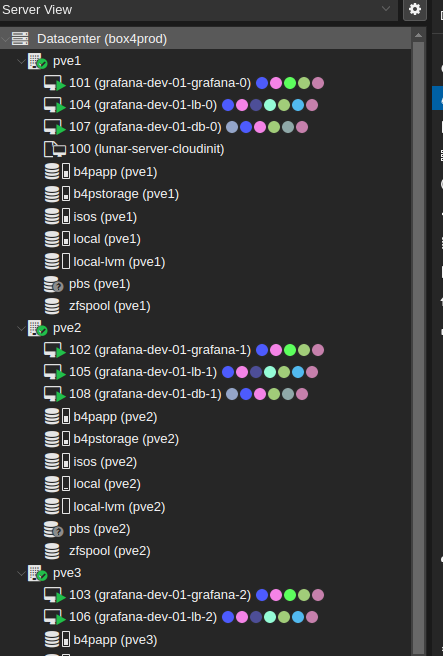 Server View
Datacenter (box4prod)
pve1
101 (grafana-dev-01-grafana-0)
104 (grafana-dev-01-lb-0)
107 (grafana-dev-01-db-0)
100 (lunar-server-cloudinit)
b4papp (pve1)
b4pstorage (pve1)
isos (pve1)
local (pve1)
local-lvm (pve1)
pbs (pve1)
zfspool (pve1)
pve2
102 (grafana-dev-01-grafana-1)
105 (grafana-dev-01-lb-1)
108 (grafana-dev-01-db-1)
b4papp (pve2)
b4pstorage (pve2)
isos (pve2)
local (pve2)
local-lvm (pve2)
pbs (pve2)
zfspool (pve2)
pve3
103 (grafana-dev-01-grafana-2)
106 (grafana-dev-01-lb-2)
b4papp (pve3)